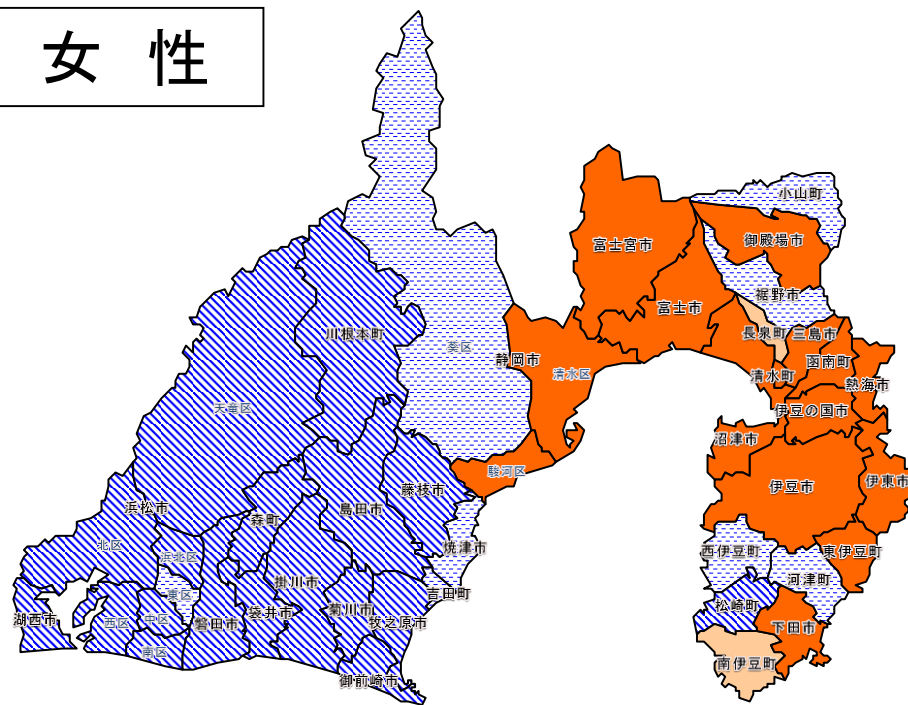 女 性
小山町
御殿場市
富士宮市
裾野市
富士市
長泉町
三島市
川根本町
葵区
静岡市
函南町
清水区
清水町
熱海市
天竜区
伊豆の国市
沼津市
駿河区
伊東市
藤枝市
伊豆市
浜松市
島田市
森町
北区
浜北区
焼津市
西伊豆町
東伊豆町
河津町
掛川市
東区
吉田町
松崎町
菊川市
袋井市
湖西市
西区
中区
磐田市
牧之原市
下田市
南区
南伊豆町
御前崎市